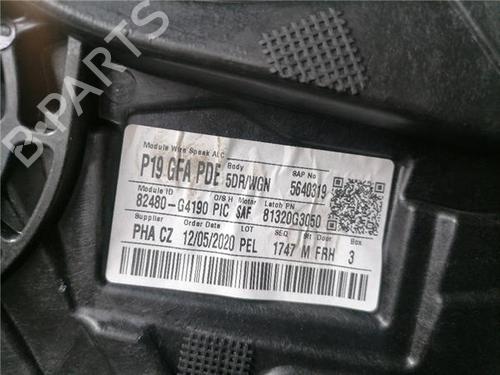 B-PARTS
Module Wire Speak ALC Body SAP No
P19 GFA PDE 5DR/WGN 5640319
Module ID O/S H Motor Latch PN
82480-G4190 PIC SAF 81320G3050
Supplier Order Date LOT SEQ Door Box
PHA CZ 12/05/2020 PEL 1747 M FRH 3